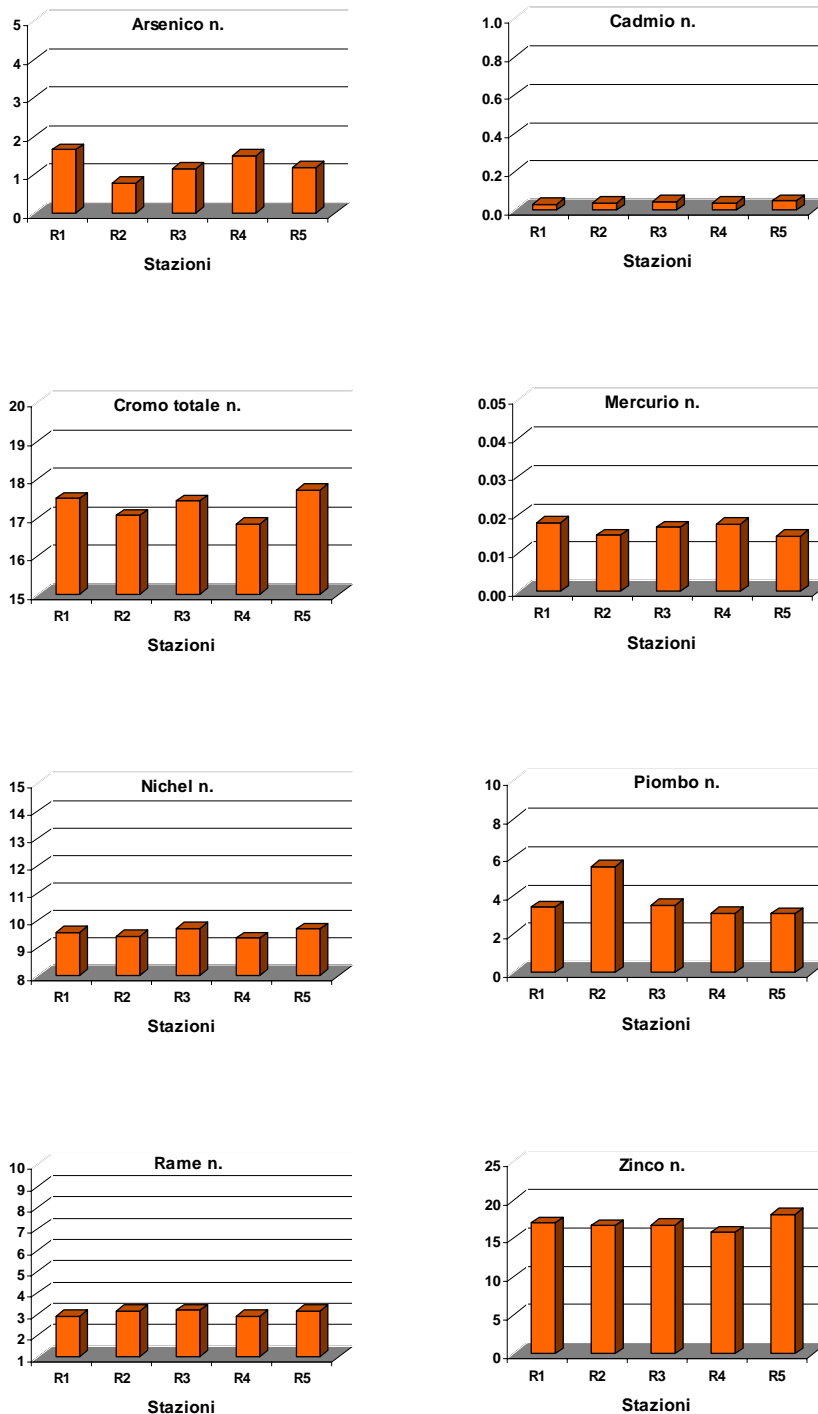 Arsenico n.
5
4
3
2
1
0
R1 R2 R3 R4 R5
Stazioni
Cadmio n.
1.0
0.8
0.6
0.4
0.2
0.0
R1 R2 R3 R4 R5
Stazioni
Cromo totale n.
20
19
18
17
16
15
R1 R2 R3 R4 R5
Stazioni
Mercurio n.
0.05
0.04
0.03
0.02
0.01
0.00
R1 R2 R3 R4 R5
Stazioni
Nichel n.
15
14
13
12
11
10
9
8
R1 R2 R3 R4 R5
Stazioni
Piombo n.
10
8
6
4
2
0
R1 R2 R3 R4 R5
Stazioni
Rame n.
10
9
8
7
6
5
4
3
2
1
R1 R2 R3 R4 R5
Stazioni
Zinco n.
25
20
15
10
5
0
R1 R2 R3 R4 R5
Stazioni